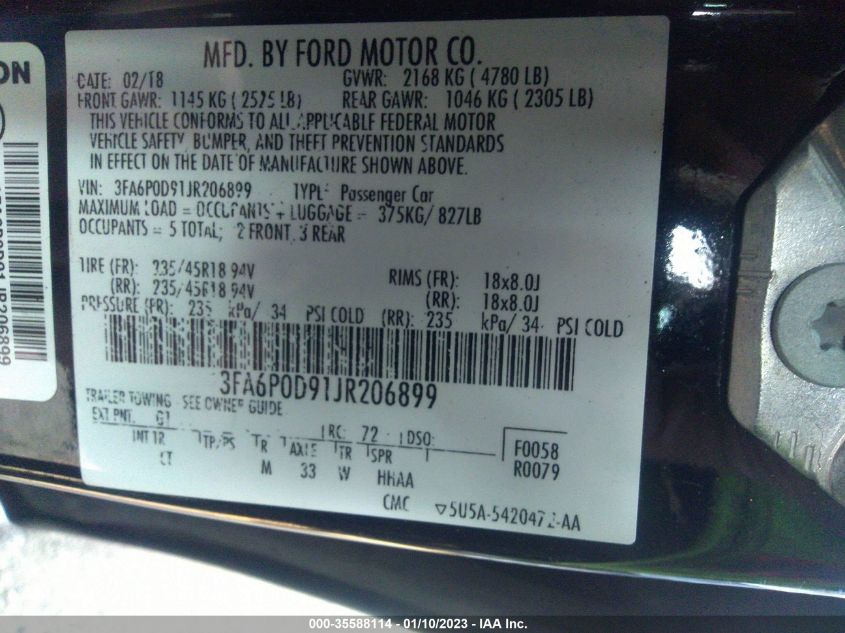 MFD. BY FORD MOTOR CO.
DATE: 02/18 GVWR: 2168 KG ( 4780 LB)
FRONT GAWR: 1145 KG ( 2525 LB) REAR GAWR: 1046 KG ( 2305 LB)
THIS VEHICLE CONFORMS TO ALL APPLICABLE FEDERAL MOTOR
VEHICLE SAFETY, BUMPER, AND THEFT PREVENTION STANDARDS
IN EFFECT ON THE DATE OF MANUFACTURE SHOWN ABOVE.
VIN: 3FA6P0D91JR206899 TYPE: Passenger Car
MAXIMUM LOAD = OCCUPANTS + LUGGAGE = 375KG/ 827LB
OCCUPANTS = 5 TOTAL; 2 FRONT, 3 REAR
TIRE (FR): 235/45R18 94V RIMS (FR): 18x8.0J
(RR): 235/45R18 94V (RR): 18x8.0J
PRESSURE (FR): 235 kPa/ 34 PSI COLD (RR): 235 kPa/ 34 PSI COLD
3FA6P0D91JR206899
TRAILER TOWING - SEE OWNER GUIDE
EXT PNT: G1 RC: 72 DSO:
INT TR TP/PS TR AXLE TR SPR F0058
CT M 33 W HHAA R0079
CMC ▽5U5A-5420472-AA
ON
206899
000-35588114 - 01/10/2023 - IAA Inc.